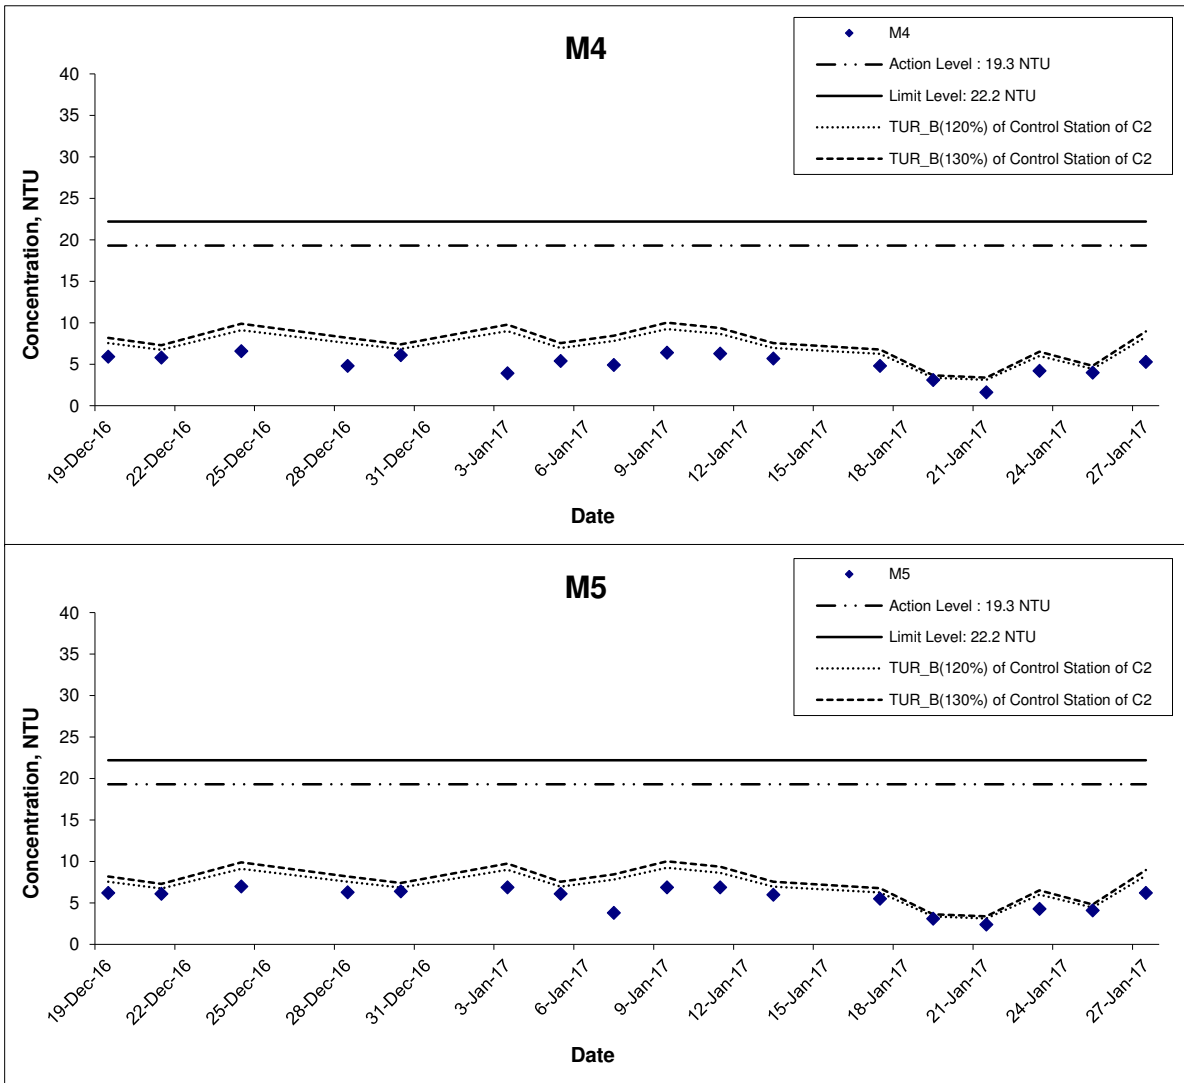 M4
M4
Action Level : 19.3 NTU
Limit Level: 22.2 NTU
TUR_B(120%) of Control Station of C2
TUR_B(130%) of Control Station of C2
Concentration, NTU
40
35
30
25
20
15
10
5
0
19-Dec-16
22-Dec-16
25-Dec-16
28-Dec-16
31-Dec-16
3-Jan-17
6-Jan-17
9-Jan-17
12-Jan-17
15-Jan-17
18-Jan-17
21-Jan-17
24-Jan-17
27-Jan-17
Date
M5
M5
Action Level : 19.3 NTU
Limit Level: 22.2 NTU
TUR_B(120%) of Control Station of C2
TUR_B(130%) of Control Station of C2
Concentration, NTU
40
35
30
25
20
15
10
5
0
19-Dec-16
22-Dec-16
25-Dec-16
28-Dec-16
31-Dec-16
3-Jan-17
6-Jan-17
9-Jan-17
12-Jan-17
15-Jan-17
18-Jan-17
21-Jan-17
24-Jan-17
27-Jan-17
Date